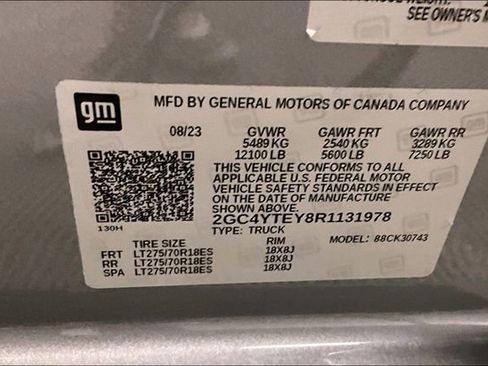 SEE OWNER'S M
gm
MFD BY GENERAL MOTORS OF CANADA COMPANY
08/23 GVWR GAWR FRT GAWR RR
5489 KG 2540 KG 3289 KG
12100 LB 5600 LB 7250 LB
THIS VEHICLE CONFORMS TO ALL
APPLICABLE U.S. FEDERAL MOTOR
VEHICLE SAFETY STANDARDS IN EFFECT
ON THE DATE OF MANUFACTURE
SHOWN ABOVE.
2GC4YTEY8R1131978
130H
TYPE: TRUCK
TIRE SIZE RIM MODEL: 88CK30743
FRT LT275/70R18ES 18X8J
RR LT275/70R18ES 18X8J
SPA LT275/70R18ES 18X8J